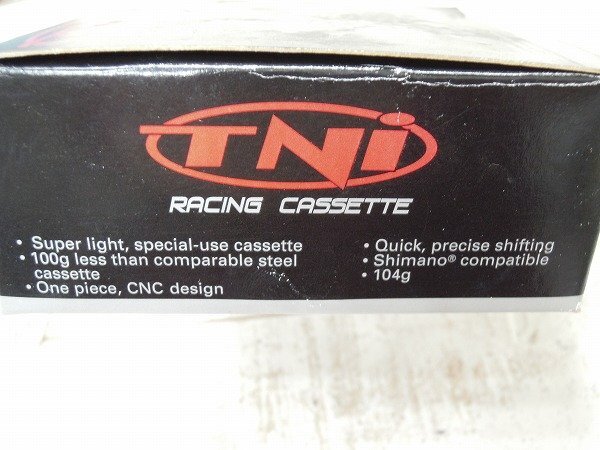 TNi
RACING CASSETTE
• Super light, special-use cassette
• 100g less than comparable steel
cassette
• One piece, CNC design
• Quick, precise shifting
• Shimano® compatible
• 104g